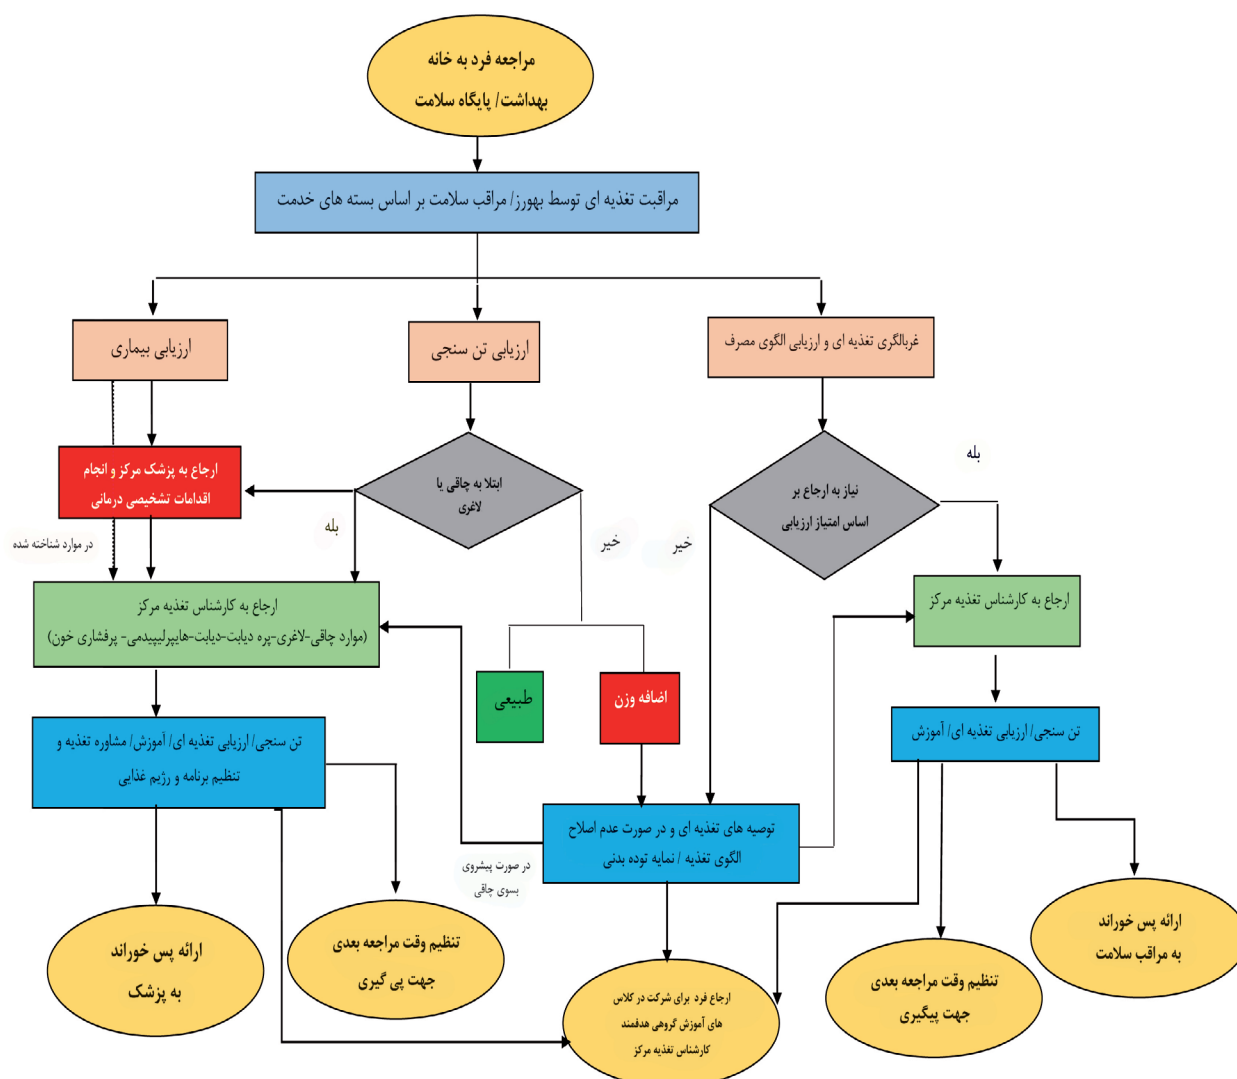 مراجعه فرد به خانه
بهداشت/ پایگاه سلامت
مراقبت تغذیه ای توسط بهورز/ مراقب سلامت بر اساس بسته های خدمت
غربالگری تغذیه ای و ارزیابی الگوی مصرف
ارزیابی تن سنجی
ارزیابی بیماری
نیاز به ارجاع بر
اساس امتیاز ارزیابی
بله
خیر
ابتلا به چاقی یا
لاغری
خیر
بله
ارجاع به پزشک مرکز و انجام
اقدامات تشخیصی درمانی
در موارد شناخته شده
ارجاع به کارشناس تغذیه مرکز
ارجاع به کارشناس تغذیه مرکز
(موارد چاقی-لاغری-پره دیابت-دیابت-هایپرلیپیدمی- پرفشاری خون)
اضافه وزن
طبیعی
تن سنجی/ ارزیابی تغذیه ای/ آموزش
تن سنجی/ ارزیابی تغذیه ای/ آموزش/ مشاوره تغذیه و
تنظیم برنامه و رژیم غذایی
توصیه های تغذیه ای و در صورت عدم اصلاح
الگوی تغذیه / نمایه توده بدنی
در صورت پیشروی
بسوی چاقی
ارائه پس خوراند
به مراقب سلامت
تنظیم وقت مراجعه بعدی
جهت پیگیری
ارجاع فرد برای شرکت در کلاس
های آموزش گروهی هدفمند
کارشناس تغذیه مرکز
تنظیم وقت مراجعه بعدی
جهت پی گیری
ارائه پس خوراند
به پزشک